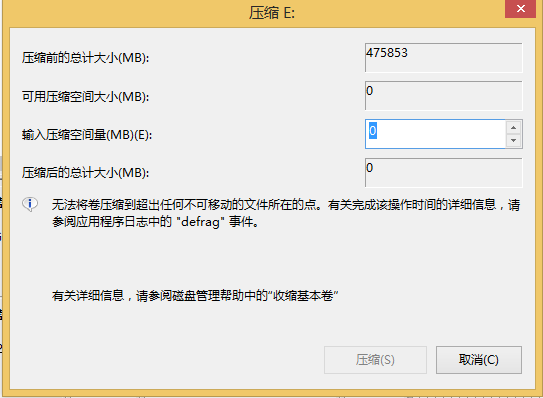 压缩 E:
压缩前的总计大小(MB): 475853
可用压缩空间大小(MB): 0
输入压缩空间量(MB)(E): 0
压缩后的总计大小(MB): 0
无法将卷压缩到超出任何不可移动的文件所在的点。有关完成该操作时间的详细信息，请
参阅应用程序日志中的 "defrag" 事件。
有关详细信息，请参阅磁盘管理帮助中的“收缩基本卷”
压缩(S) 取消(C)